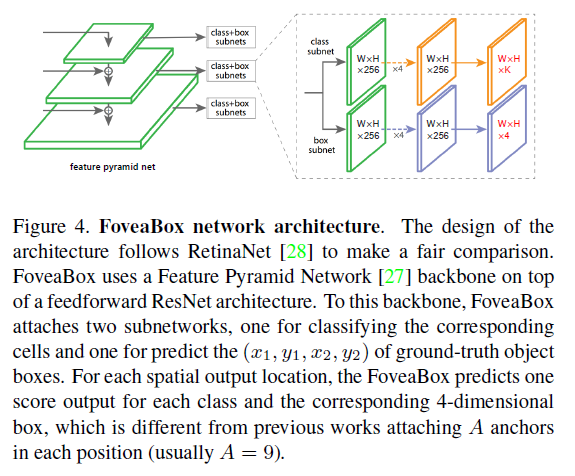 class+box
subnets
class+box
subnets
class+box
subnets
feature pyramid net
class
subnet
W×H
×256
×4
W×H
×256
W×H
×K
box
subnet
W×H
×256
×4
W×H
×256
W×H
×4
Figure 4. FoveaBox network architecture. The design of the
architecture follows RetinaNet [28] to make a fair comparison.
FoveaBox uses a Feature Pyramid Network [27] backbone on top
of a feedforward ResNet architecture. To this backbone, FoveaBox
attaches two subnetworks, one for classifying the corresponding
cells and one for predict the (x1, y1, x2, y2) of ground-truth object
boxes. For each spatial output location, the FoveaBox predicts one
score output for each class and the corresponding 4-dimensional
box, which is different from previous works attaching A anchors
in each position (usually A = 9).